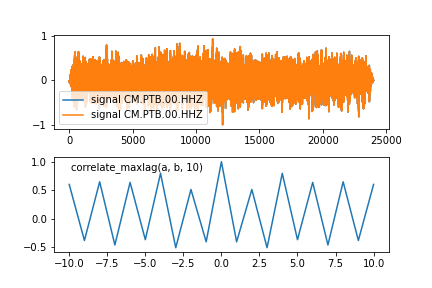 1
0
−1
signal CM.PTB.00.HHZ
signal CM.PTB.00.HHZ
0 5000 10000 15000 20000 25000
1.0
0.5
0.0
−0.5
correlate_maxlag(a, b, 10)
−10.0 −7.5 −5.0 −2.5 0.0 2.5 5.0 7.5 10.0